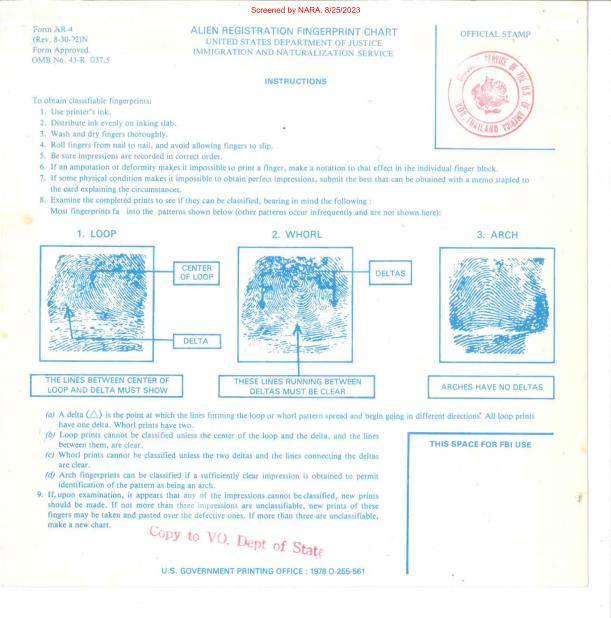 Screened by NARA, 8/25/2023
Form AR-4
(Rev. 8-30-72)N
Form Approved.
OMB No. 43-R 037.5
ALIEN REGISTRATION FINGERPRINT CHART
UNITED STATES DEPARTMENT OF JUSTICE
IMMIGRATION AND NATURALIZATION SERVICE
OFFICIAL STAMP
SERVICE OF THE U.S. OF AMERICA
THAILAND
INSTRUCTIONS
To obtain classifiable fingerprints:
1. Use printer's ink.
2. Distribute ink evenly on inking slab.
3. Wash and dry fingers thoroughly.
4. Roll fingers from nail to nail, and avoid allowing fingers to slip.
5. Be sure impressions are recorded in correct order.
6. If an amputation or deformity makes it impossible to print a finger, make a notation to that effect in the individual finger block.
7. If some physical condition makes it impossible to obtain perfect impressions, submit the best that can be obtained with a memo stapled to
the card explaining the circumstances.
8. Examine the completed prints to see if they can be classified, bearing in mind the following :
Most fingerprints fa into the patterns shown below (other patterns occur infrequently and are not shown here):
1. LOOP
2. WHORL
3. ARCH
CENTER
OF LOOP
DELTAS
DELTA
THE LINES BETWEEN CENTER OF
LOOP AND DELTA MUST SHOW
THESE LINES RUNNING BETWEEN
DELTAS MUST BE CLEAR
ARCHES HAVE NO DELTAS
(a) A delta (△) is the point at which the lines forming the loop or whorl pattern spread and begin going in different directions. All loop prints
have one delta. Whorl prints have two.
(b) Loop prints cannot be classified unless the center of the loop and the delta, and the lines
between them, are clear.
(c) Whorl prints cannot be classified unless the two deltas and the lines connecting the deltas
are clear.
(d) Arch fingerprints can be classified if a sufficiently clear impression is obtained to permit
identification of the pattern as being an arch.
9. If, upon examination, it appears that any of the impressions cannot be classified, new prints
should be made. If not more than three impressions are unclassifiable, new prints of these
fingers may be taken and pasted over the defective ones. If more than three are unclassifiable,
make a new chart.
THIS SPACE FOR FBI USE
Copy to VO. Dept of State
U.S. GOVERNMENT PRINTING OFFICE : 1978 O-255-561